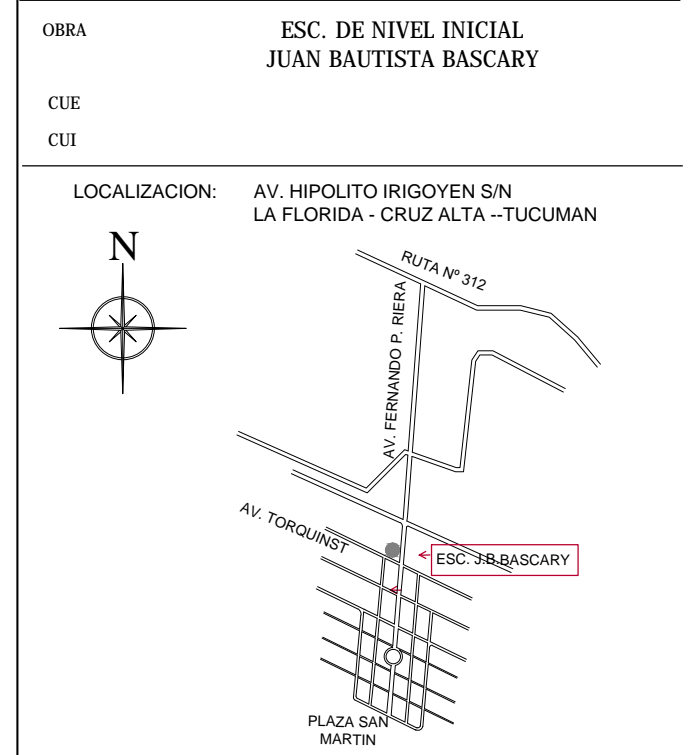 OBRA
ESC. DE NIVEL INICIAL
JUAN BAUTISTA BASCARY
CUE
CUI
LOCALIZACION:
AV. HIPOLITO IRIGOYEN S/N
LA FLORIDA - CRUZ ALTA --TUCUMAN
N
RUTA Nº 312
AV. FERNANDO P. RIERA
AV. TORQUINST
ESC. J.B.BASCARY
PLAZA SAN
MARTIN